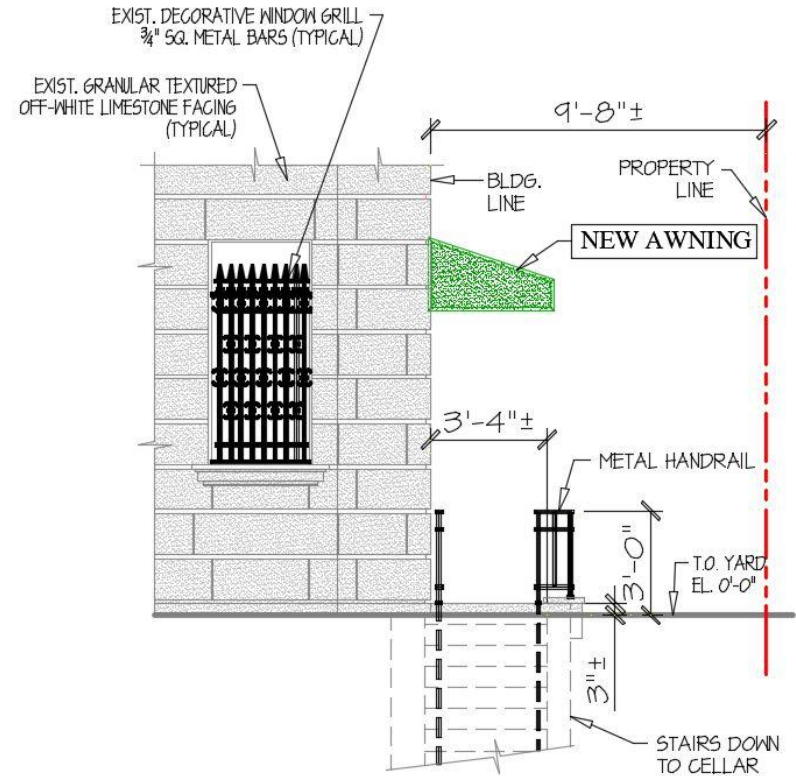 EXIST. DECORATIVE WINDOW GRILL
¾" SQ. METAL BARS (TYPICAL)
EXIST. GRANULAR TEXTURED
OFF-WHITE LIMESTONE FACING
(TYPICAL)
9'-8"±
BLDG.
LINE
PROPERTY
LINE
NEW AWNING
3'-4"±
METAL HANDRAIL
3'-0"
T.O. YARD
EL. 0'-0"
3"±
STAIRS DOWN
TO CELLAR